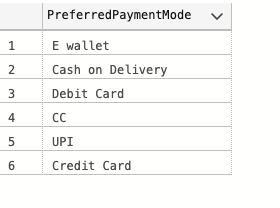 PreferredPaymentMode
1 E wallet
2 Cash on Delivery
3 Debit Card
4 CC
5 UPI
6 Credit Card